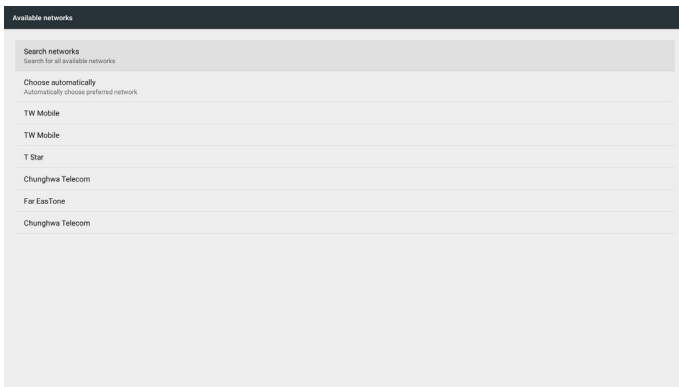 Available networks
Search networks
Search for all available networks
Choose automatically
Automatically choose preferred network
TW Mobile
TW Mobile
T Star
Chunghwa Telecom
Far EasTone
Chunghwa Telecom